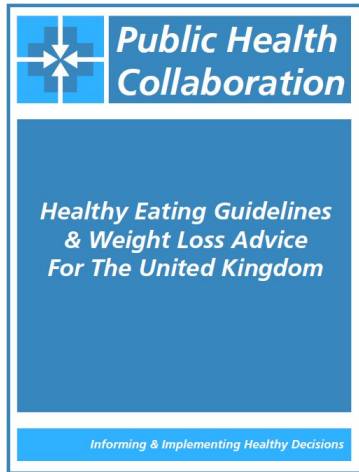 Public Health
Collaboration
Healthy Eating Guidelines
& Weight Loss Advice
For The United Kingdom
Informing & Implementing Healthy Decisions